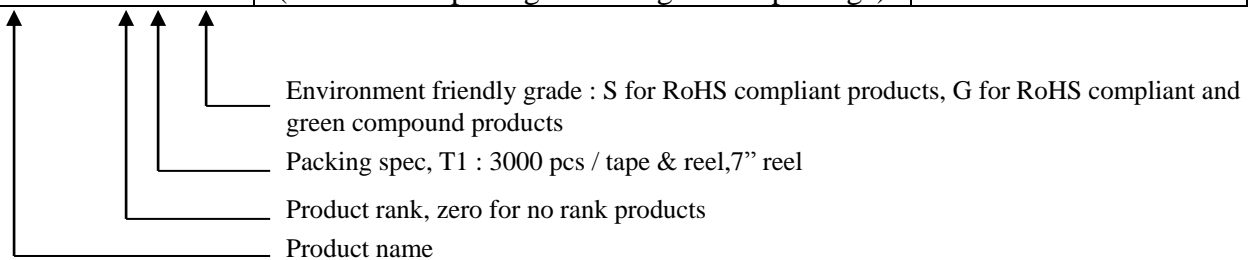 Environment friendly grade : S for RoHS compliant products, G for RoHS compliant and
green compound products
Packing spec, T1 : 3000 pcs / tape & reel,7” reel
Product rank, zero for no rank products
Product name